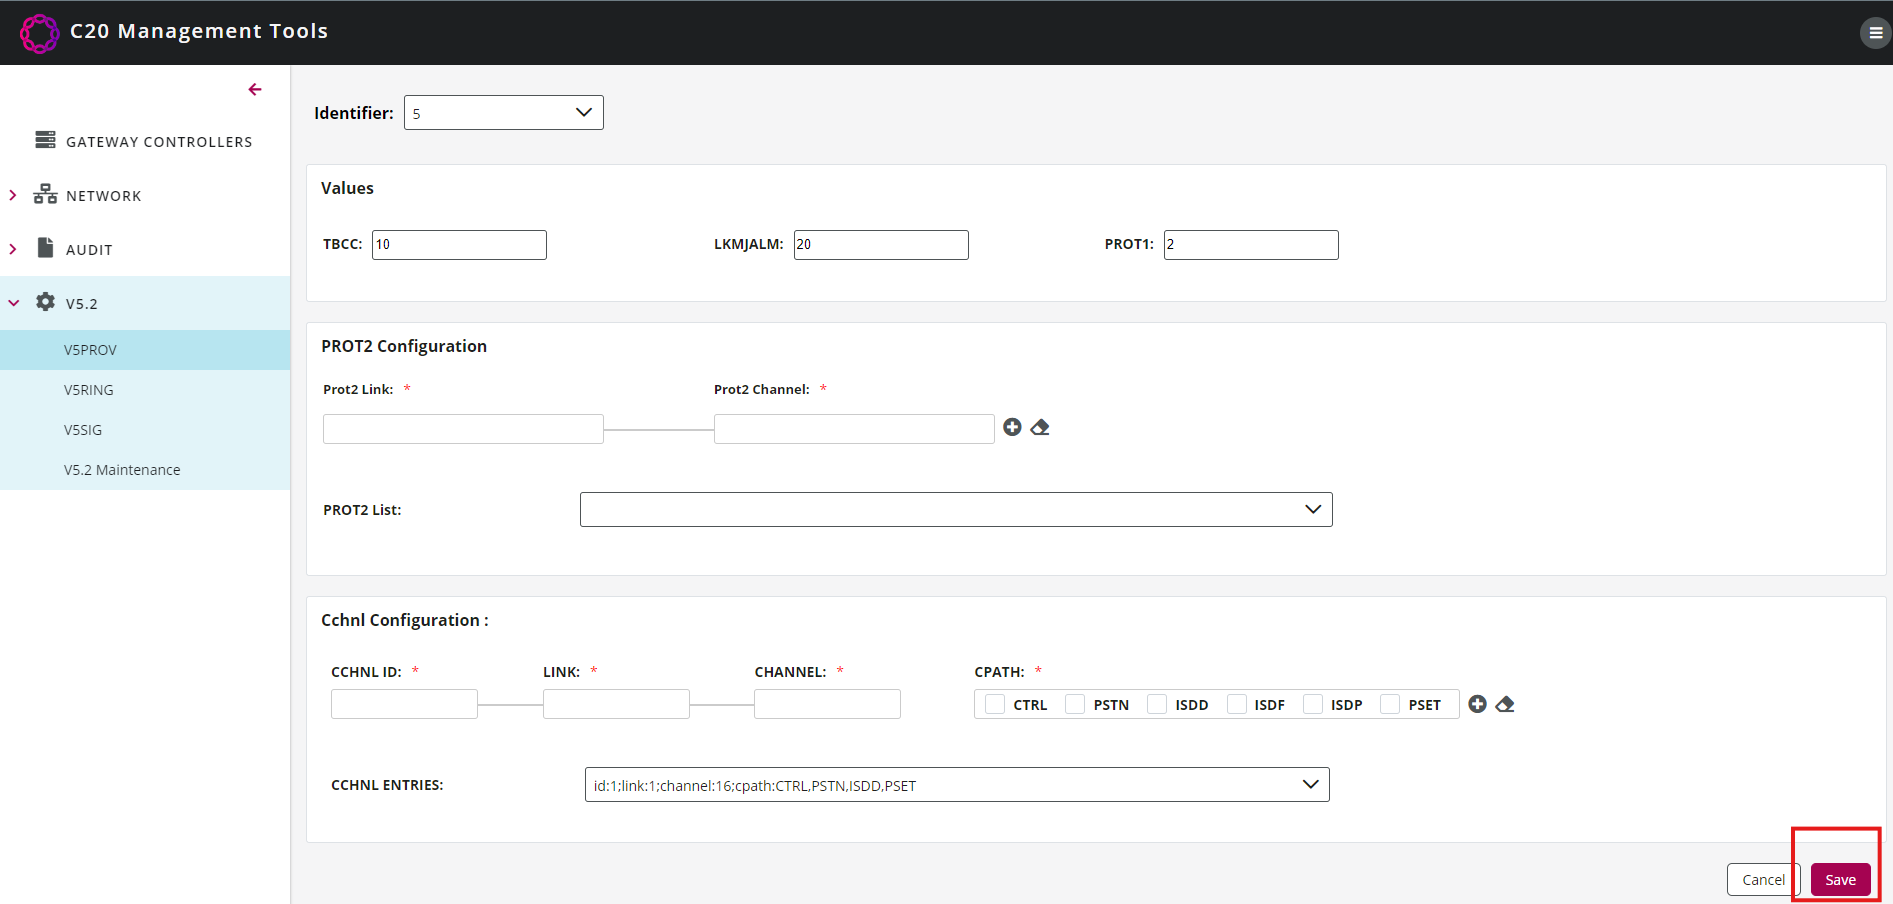 C20 Management Tools
GATEWAY CONTROLLERS
NETWORK
AUDIT
V5.2
V5PROV
V5RING
V5SIG
V5.2 Maintenance
Identifier: 5
Values
TBCC: 10 LKMJALM: 20 PROT1: 2
PROT2 Configuration
Prot2 Link: * Prot2 Channel: *
PROT2 List:
Cchnl Configuration :
CCHNL ID: * LINK: * CHANNEL: * CPATH: *
CTRL PSTN ISDD ISDF ISDP PSET
CCHNL ENTRIES: id:1;link:1;channel:16;cpath:CTRL,PSTN,ISDD,PSET
Cancel Save